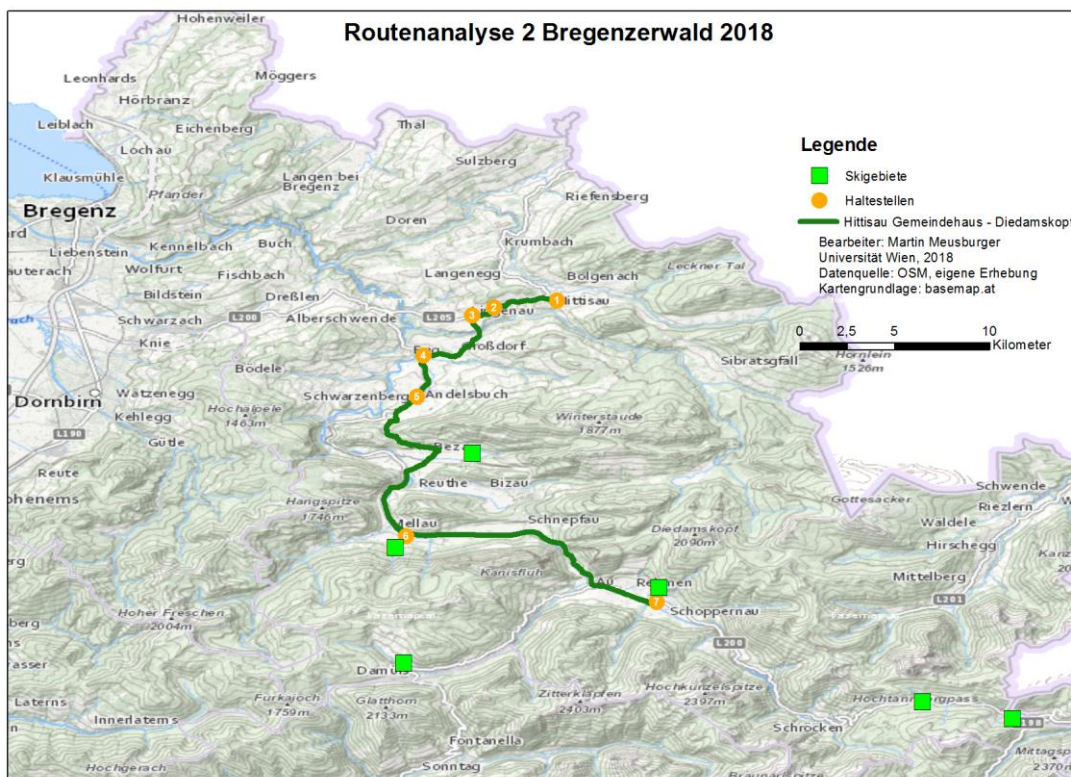 Routenanalyse 2 Bregenzerwald 2018
Legende
Skigebiete
Haltestellen
Hittisau Gemeindehaus - Diedamskopf
Bearbeiter: Martin Meusburger
Universität Wien, 2018
Datenquelle: OSM, eigene Erhebung
Kartengrundlage: basemap.at
0 2,5 5 10
Kilometer
Hohenweiler
Leonhards
Möggers
Hörbranz
Leiblach
Eichenberg
Thal
Lochau
Sulzberg
Klausmühle
Pfänder
Langen bei
Bregenz
Riefensberg
Bregenz
Doren
Krumbach
Kennelbach
Buch
Liebenstein
Wolfurt
Langenegg
Bolgenach
Leckner Tal
Lauterach
Fischbach
Bildstein
Dreßlen
1
2
3
Schwarzach
L200
Alberschwende
L205
Knie
Großdorf
4
Sibratsgfäll
Hörnlein
1526m
Bödele
Watzenegg
Schwarzenberg
5
Andelsbuch
Dornbirn
Kehlegg
Hochälpele
1463m
Winterstaude
1877m
L190
Gütle
Reute
Reuthe
Bizau
Hohenems
Gottesacker
Schwende
Riezlern
Hangspitze
1746m
Mellau
6
Schnepfau
Diedamskopf
2090m
Waldele
Hirschegg
Kanisfluh
Au
Mittelberg
L201
7
Schoppernau
Hoher Freschen
2004m
L200
Damüls
Furkajoch
1759m
Glatthorn
2133m
Zitterklapfen
2403m
Hochkünzelspitze
2397m
Hochtannbergpass
Laterns
Innerlaterns
Schröcken
L198
Fontanella
Hochgerach
Sonntag
Braunarlspitze
Mittagsp
2370m